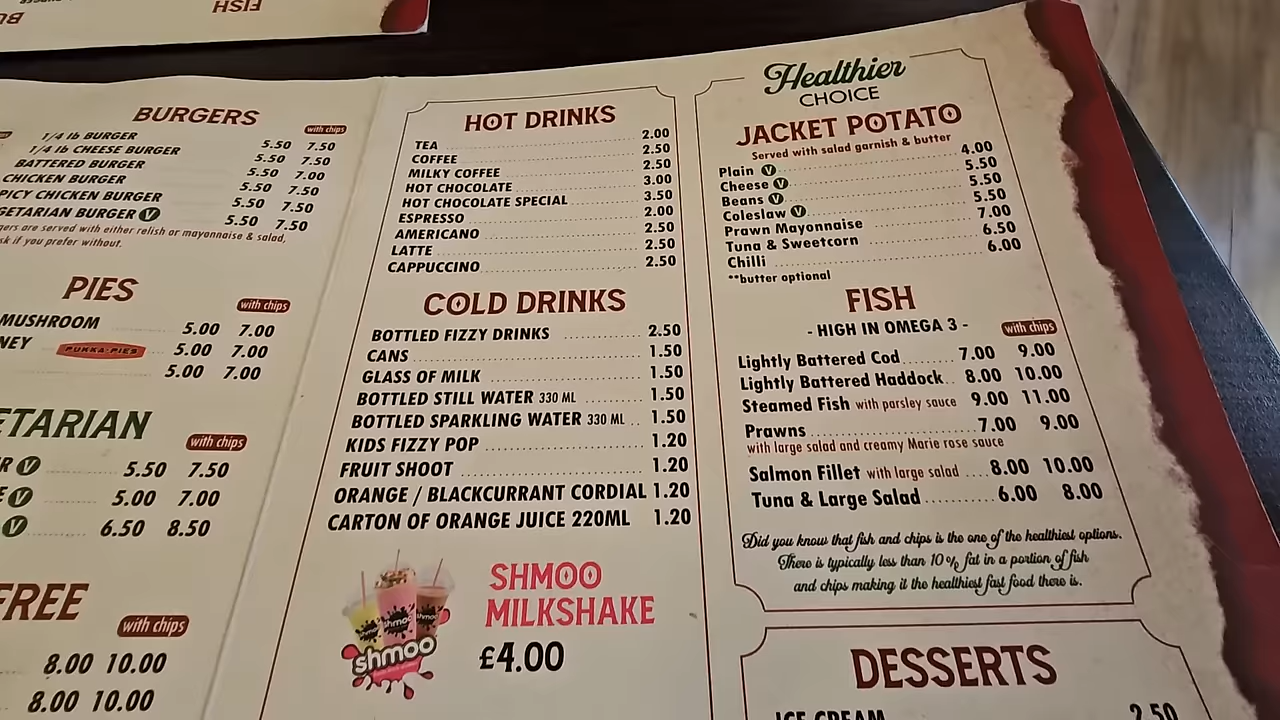 FISH
BURGERS
with chips
1/4 lb BURGER 5.50 7.50
1/4 lb CHEESE BURGER 5.50 7.50
BATTERED BURGER 5.50 7.00
CHICKEN BURGER 5.50 7.50
PICY CHICKEN BURGER 5.50 7.50
GETARIAN BURGER V 5.50 7.50
gers are served with either relish or mayonnaise & salad,
sk if you prefer without.
PIES
with chips
MUSHROOM 5.00 7.00
NEY PUKKA-PIES 5.00 7.00
5.00 7.00
ETARIAN
with chips
R V 5.50 7.50
E V 5.00 7.00
V 6.50 8.50
FREE
with chips
8.00 10.00
8.00 10.00
HOT DRINKS
TEA 2.00
COFFEE 2.50
MILKY COFFEE 2.50
HOT CHOCOLATE 3.00
HOT CHOCOLATE SPECIAL 3.50
ESPRESSO 2.00
AMERICANO 2.50
LATTE 2.50
CAPPUCCINO 2.50
COLD DRINKS
BOTTLED FIZZY DRINKS 2.50
CANS 1.50
GLASS OF MILK 1.50
BOTTLED STILL WATER 330 ML 1.50
BOTTLED SPARKLING WATER 330 ML 1.50
KIDS FIZZY POP 1.20
FRUIT SHOOT 1.20
ORANGE / BLACKCURRANT CORDIAL 1.20
CARTON OF ORANGE JUICE 220ML 1.20
shmoo
SHMOO
MILKSHAKE
£4.00
Healthier
CHOICE
JACKET POTATO
Served with salad garnish & butter
Plain V 4.00
Cheese V 5.50
Beans V 5.50
Coleslaw V 5.50
Prawn Mayonnaise 7.00
Tuna & Sweetcorn 6.50
Chilli 6.00
**butter optional
FISH
- HIGH IN OMEGA 3 -
with chips
Lightly Battered Cod 7.00 9.00
Lightly Battered Haddock 8.00 10.00
Steamed Fish with parsley sauce 9.00 11.00
Prawns 7.00 9.00
with large salad and creamy Marie rose sauce
Salmon Fillet with large salad 8.00 10.00
Tuna & Large Salad 6.00 8.00
Did you know that fish and chips is the one of the healthiest options.
There is typically less than 10% fat in a portion of fish
and chips making it the healthiest fast food there is.
DESSERTS
ICE CREAM 2.50